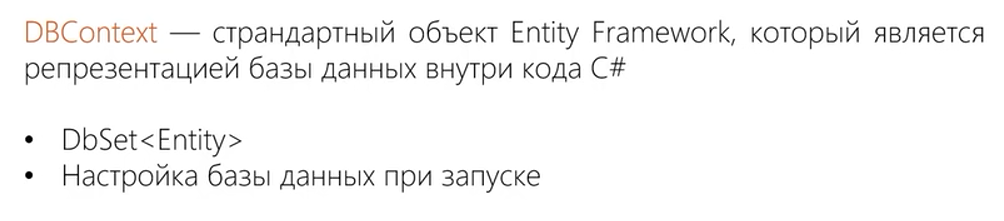 DBContext — страндартный объект Entity Framework, который является
репрезентацией базы данных внутри кода C#
• DbSet<Entity>
• Настройка базы данных при запуске